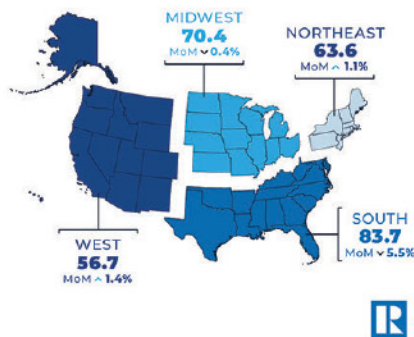 MIDWEST
70.4
MoM ˅ 0.4%
NORTHEAST
63.6
MoM ˄ 1.1%
WEST
56.7
MoM ˄ 1.4%
SOUTH
83.7
MoM ˅ 5.5%
R